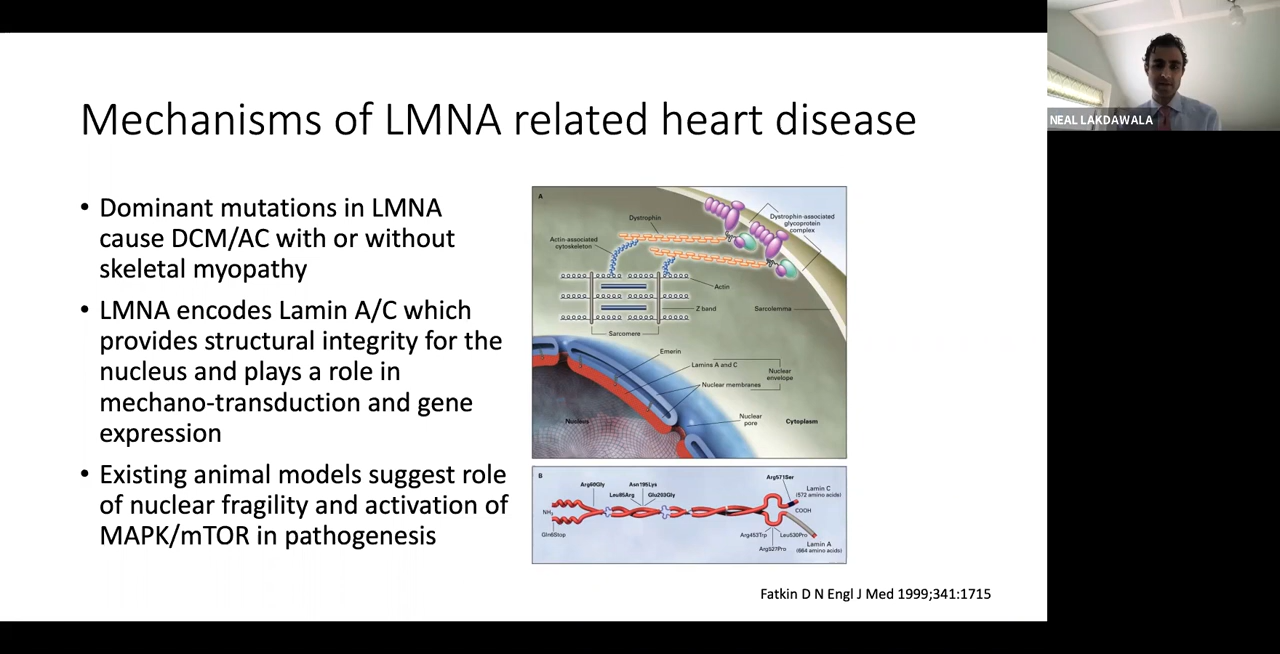 Mechanisms of LMNA related heart disease
NEAL LAKDAWALA
• Dominant mutations in LMNA
cause DCM/AC with or without
skeletal myopathy
• LMNA encodes Lamin A/C which
provides structural integrity for the
nucleus and plays a role in
mechano-transduction and gene
expression
• Existing animal models suggest role
of nuclear fragility and activation of
MAPK/mTOR in pathogenesis
A
Dystrophin
Dystrophin-associated
glycoprotein
complex
Actin-associated
cytoskeleton
Actin
Z band
Sarcolemma
Sarcomere
Emerin
Lamins A and C
Nuclear membranes
Nuclear
envelope
Nuclear
pore
Nucleus
Cytoplasm
B
Arg60Gly
Leu85Arg
Asn195Lys
Glu203Gly
Arg571Ser
Lamin C
(572 amino acids)
NH2
COOH
Gln6Stop
Arg453Trp
Leu530Pro
Arg527Pro
Lamin A
(664 amino acids)
Fatkin D N Engl J Med 1999;341:1715